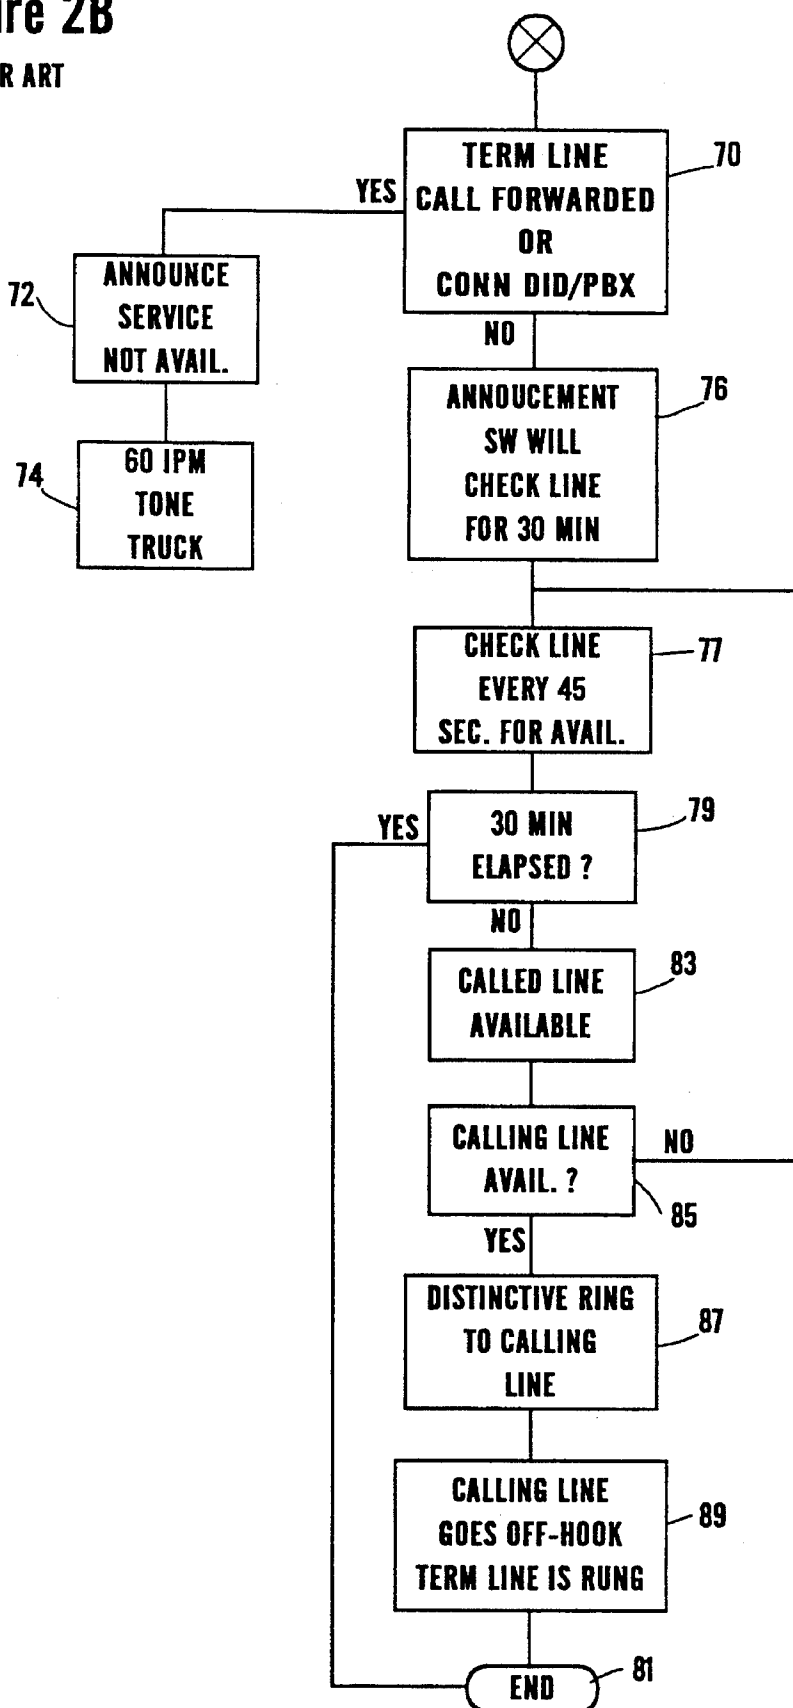 ire 2B
R ART
TERM LINE
CALL FORWARDED
OR
CONN DID/PBX
70
YES
ANNOUNCE
SERVICE
NOT AVAIL.
72
60 IPM
TONE
TRUCK
74
NO
ANNOUCEMENT
SW WILL
CHECK LINE
FOR 30 MIN
76
CHECK LINE
EVERY 45
SEC. FOR AVAIL.
77
YES
30 MIN
ELAPSED ?
79
NO
CALLED LINE
AVAILABLE
83
CALLING LINE
AVAIL. ?
NO
85
YES
DISTINCTIVE RING
TO CALLING
LINE
87
CALLING LINE
GOES OFF-HOOK
TERM LINE IS RUNG
89
END
81